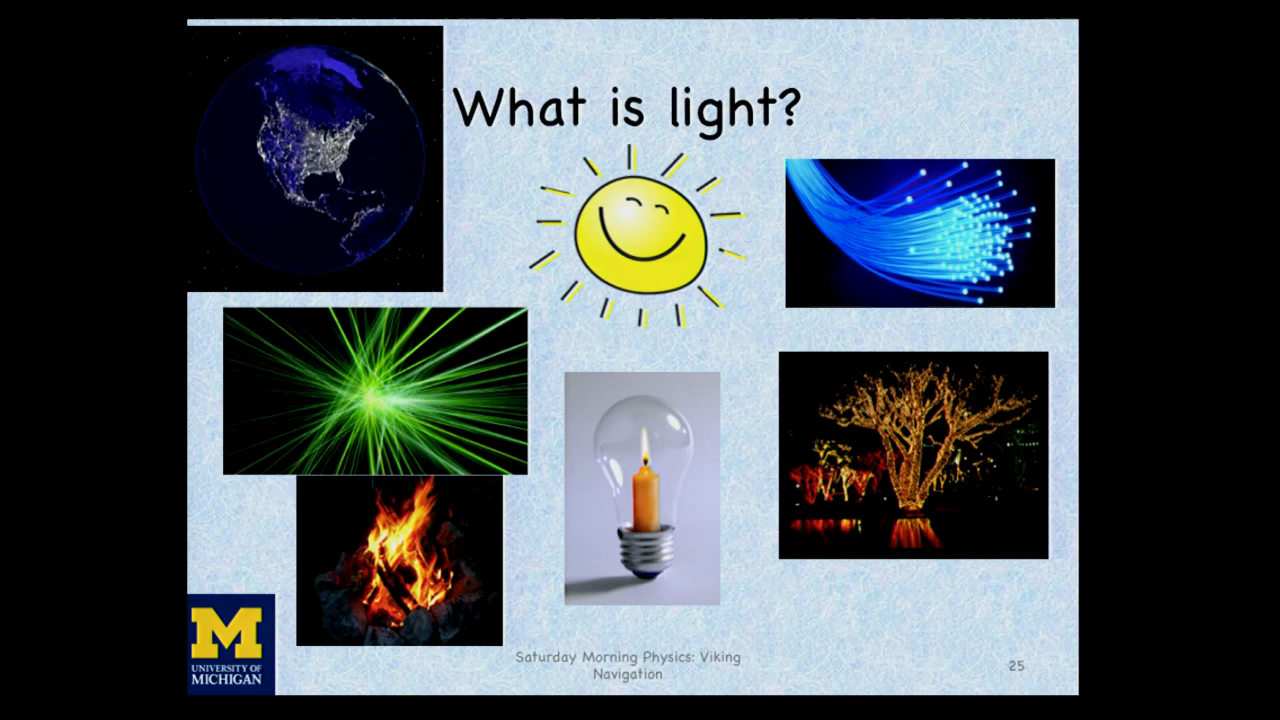 What is light?
M
UNIVERSITY OF
MICHIGAN
Saturday Morning Physics: Viking
Navigation
25